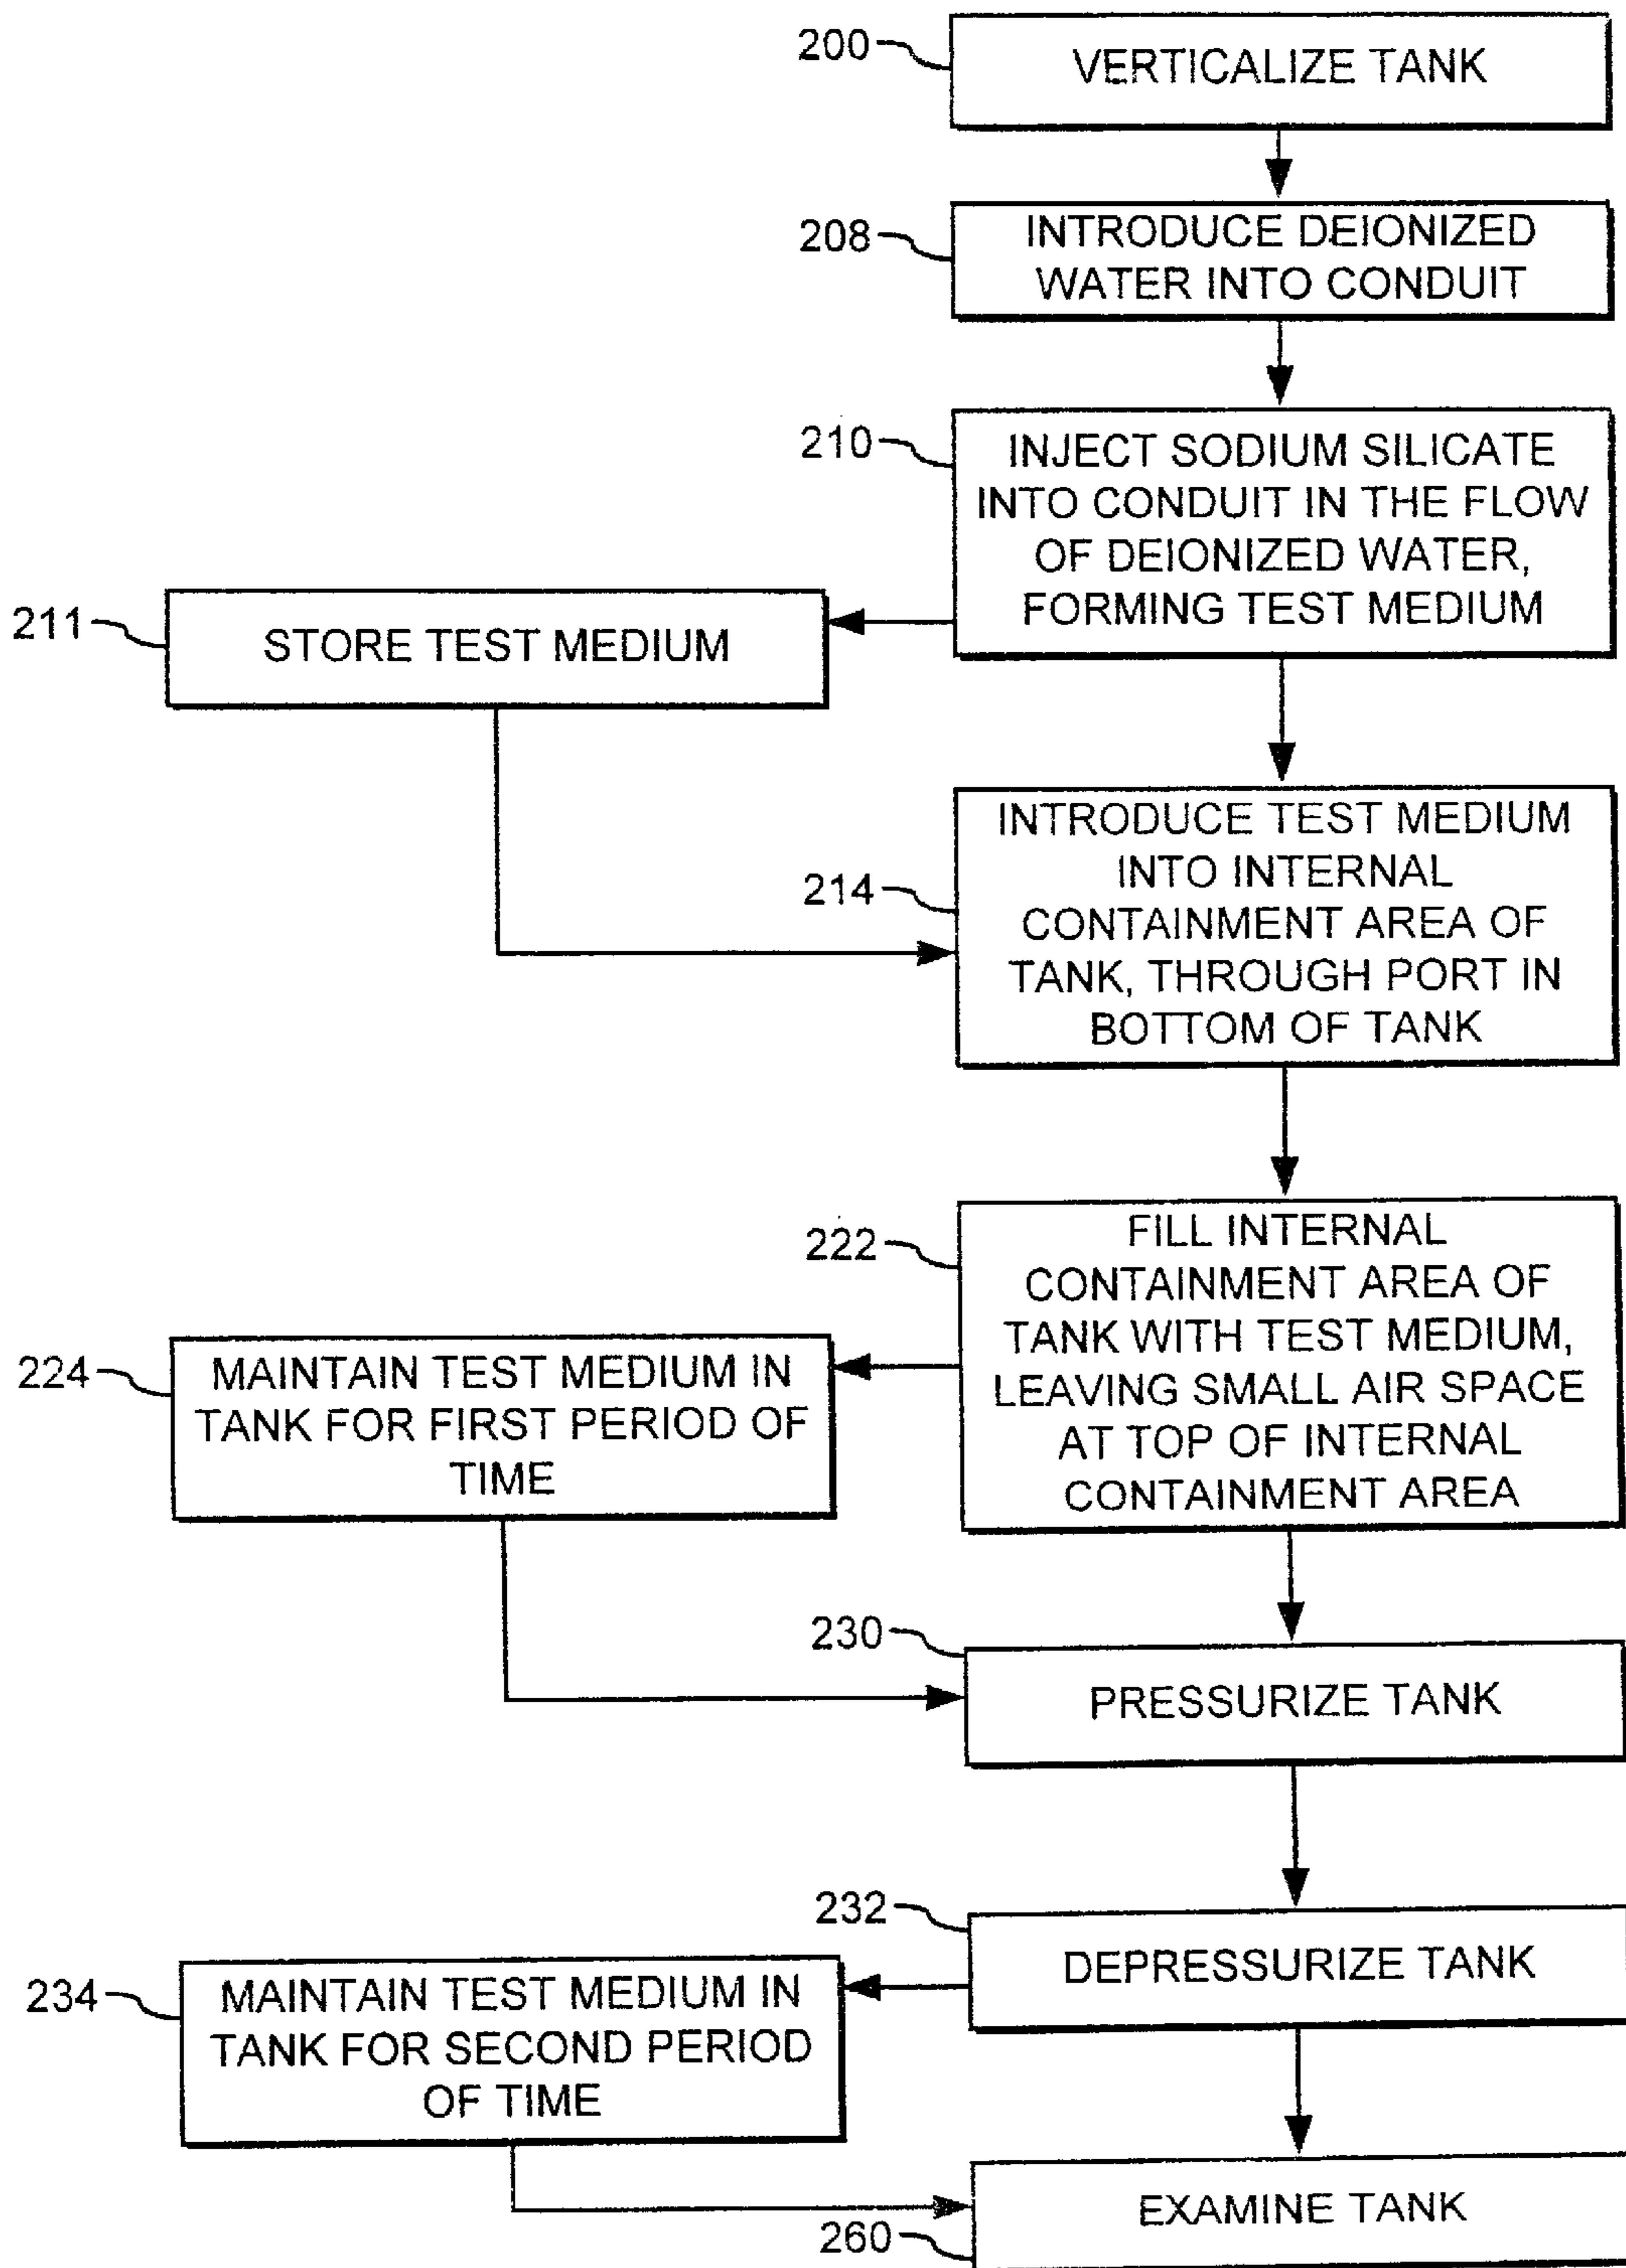 200
VERTICALIZE TANK
208
INTRODUCE DEIONIZED
WATER INTO CONDUIT
210
INJECT SODIUM SILICATE
INTO CONDUIT IN THE FLOW
OF DEIONIZED WATER,
FORMING TEST MEDIUM
211
STORE TEST MEDIUM
214
INTRODUCE TEST MEDIUM
INTO INTERNAL
CONTAINMENT AREA OF
TANK, THROUGH PORT IN
BOTTOM OF TANK
222
FILL INTERNAL
CONTAINMENT AREA OF
TANK WITH TEST MEDIUM,
LEAVING SMALL AIR SPACE
AT TOP OF INTERNAL
CONTAINMENT AREA
224
MAINTAIN TEST MEDIUM IN
TANK FOR FIRST PERIOD OF
TIME
230
PRESSURIZE TANK
232
DEPRESSURIZE TANK
234
MAINTAIN TEST MEDIUM IN
TANK FOR SECOND PERIOD
OF TIME
EXAMINE TANK
260